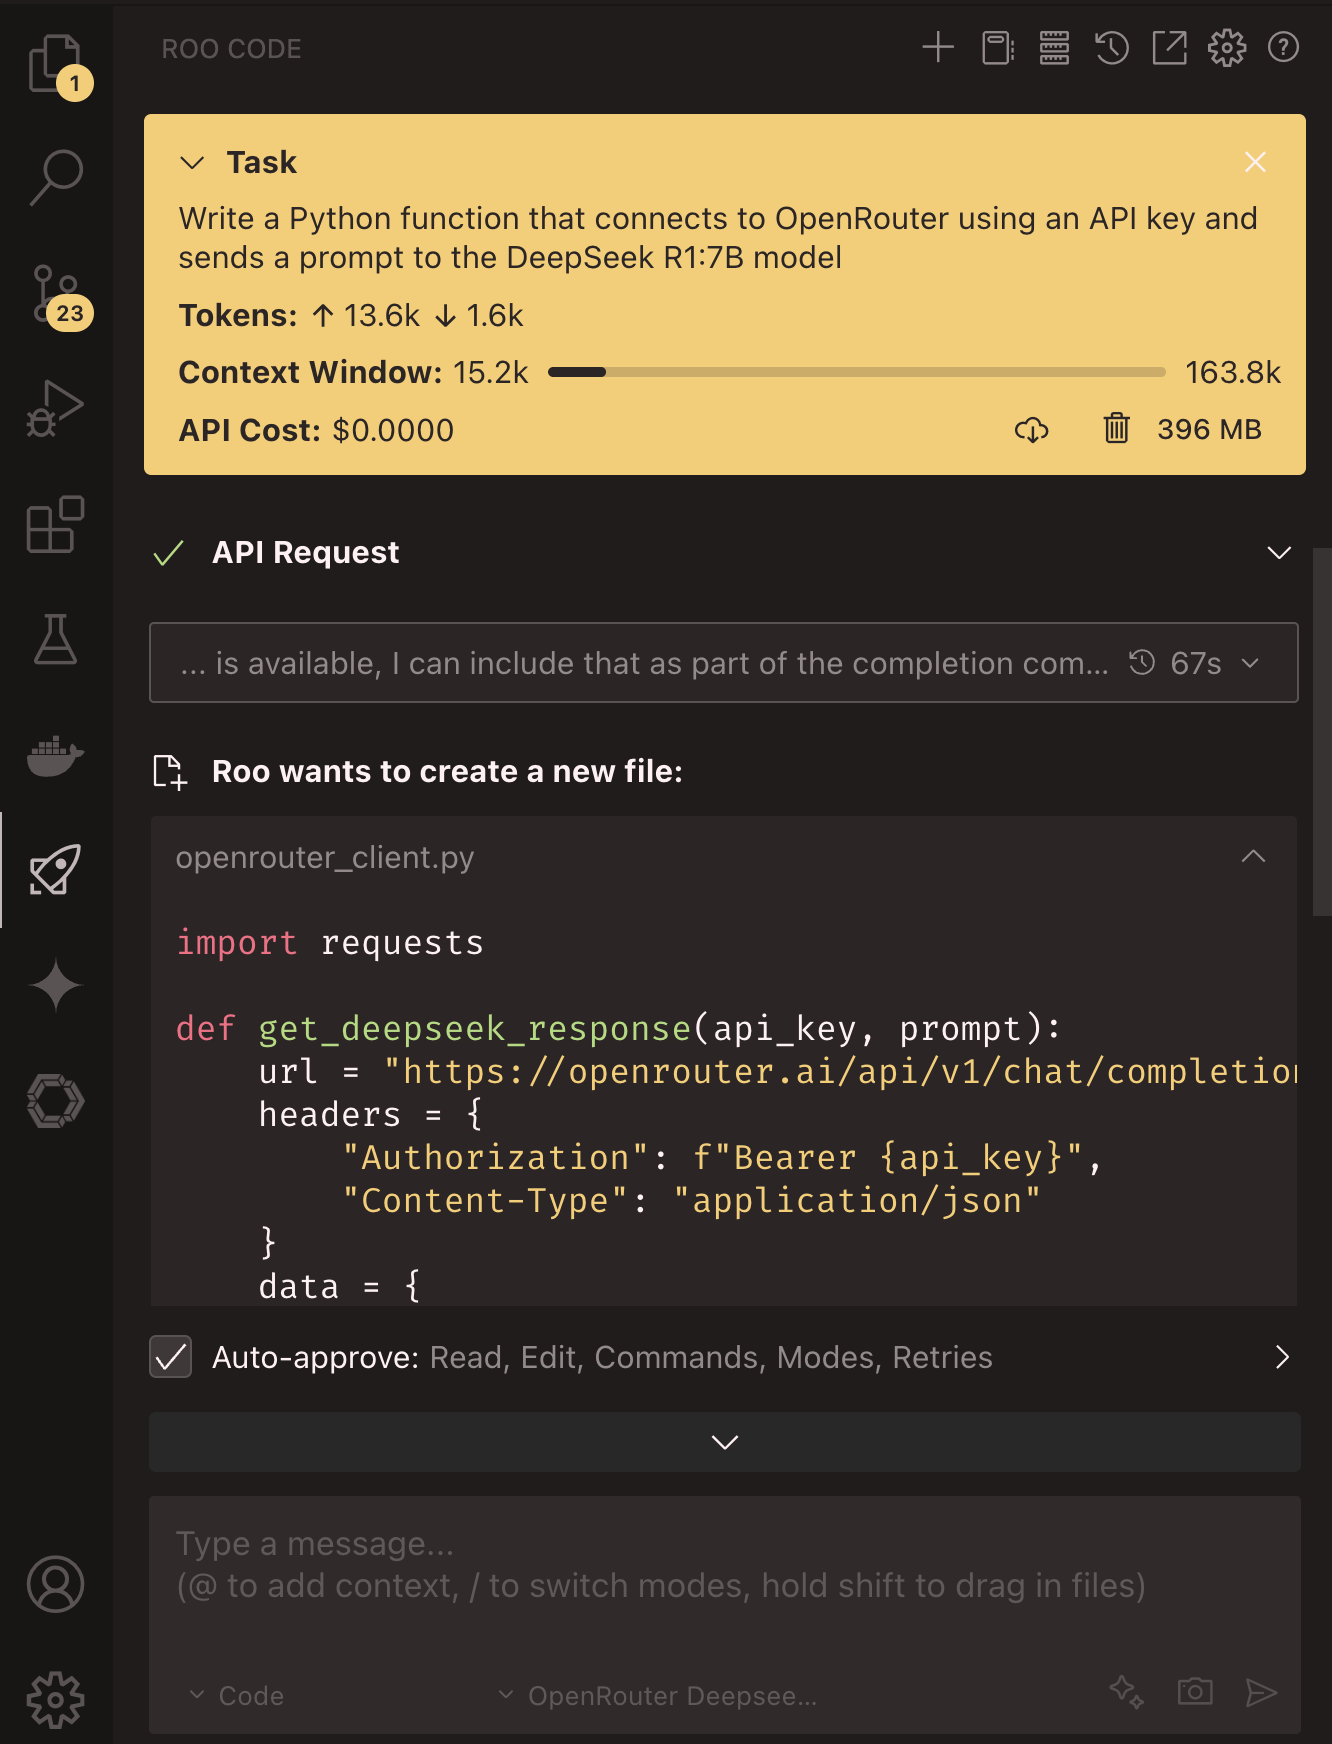 ROO CODE
1
23
Task
Write a Python function that connects to OpenRouter using an API key and
sends a prompt to the DeepSeek R1:7B model
Tokens: ↑ 13.6k ↓ 1.6k
Context Window: 15.2k 163.8k
API Cost: $0.0000 396 MB
API Request
... is available, I can include that as part of the completion com... 67s
Roo wants to create a new file:
openrouter_client.py
import requests
def get_deepseek_response(api_key, prompt):
url = "https://openrouter.ai/api/v1/chat/completion
headers = {
"Authorization": f"Bearer {api_key}",
"Content-Type": "application/json"
}
data = {
Auto-approve: Read, Edit, Commands, Modes, Retries
Type a message...
(@ to add context, / to switch modes, hold shift to drag in files)
Code OpenRouter Deepsee...